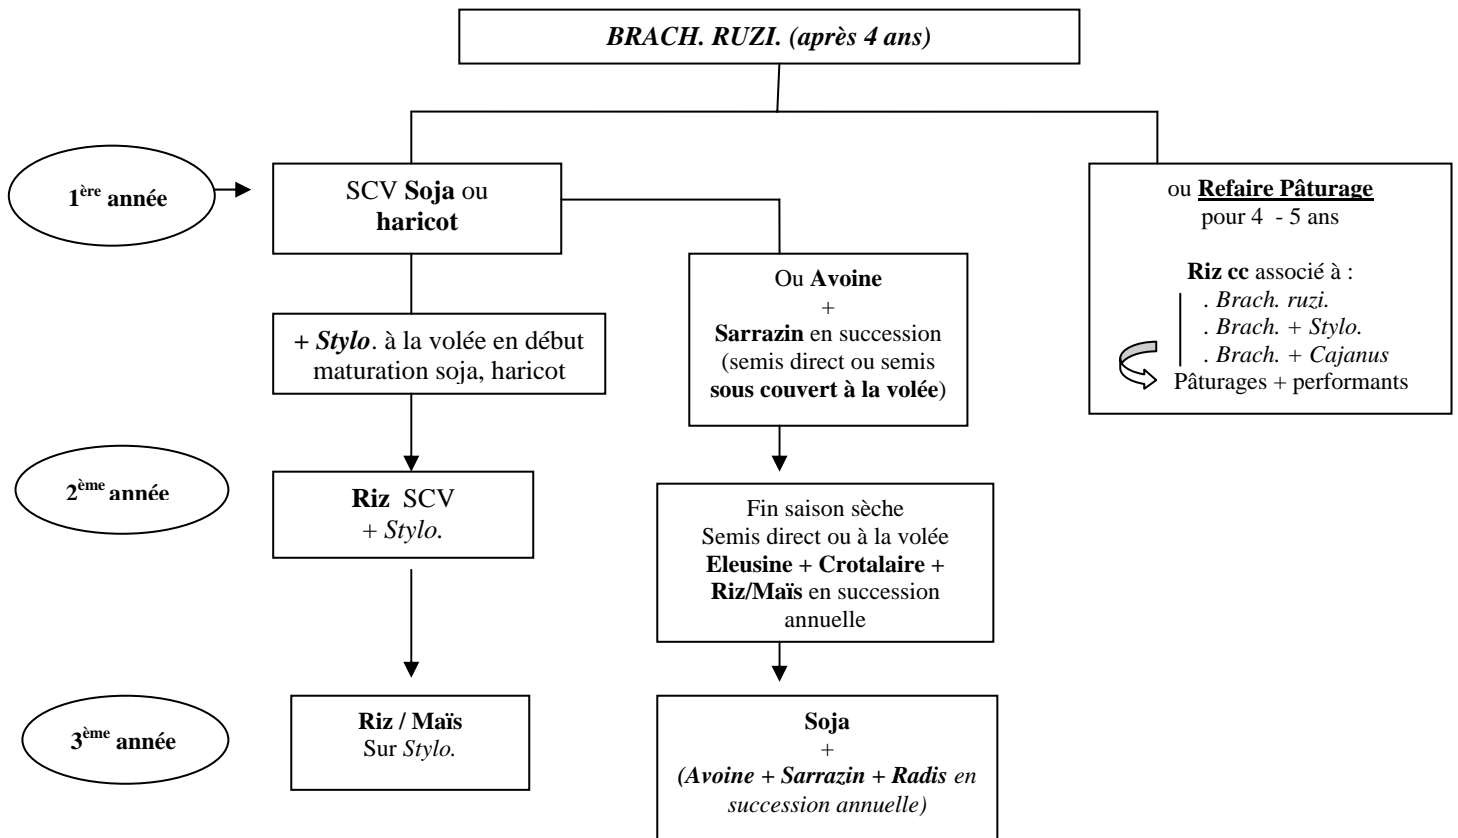 BRACH. RUZI. (après 4 ans)
1ère année
SCV Soja ou
haricot
ou Refaire Pâturage
pour 4 - 5 ans
Riz cc associé à :
. Brach. ruzi.
. Brach. + Stylo.
. Brach. + Cajanus
Pâturages + performants
Ou Avoine
+
Sarrazin en succession
(semis direct ou semis
sous couvert à la volée)
+ Stylo. à la volée en début
maturation soja, haricot
2ème année
Riz SCV
+ Stylo.
Fin saison sèche
Semis direct ou à la volée
Eleusine + Crotalaire +
Riz/Maïs en succession
annuelle
3ème année
Riz / Maïs
Sur Stylo.
Soja
+
(Avoine + Sarrazin + Radis en
succession annuelle)